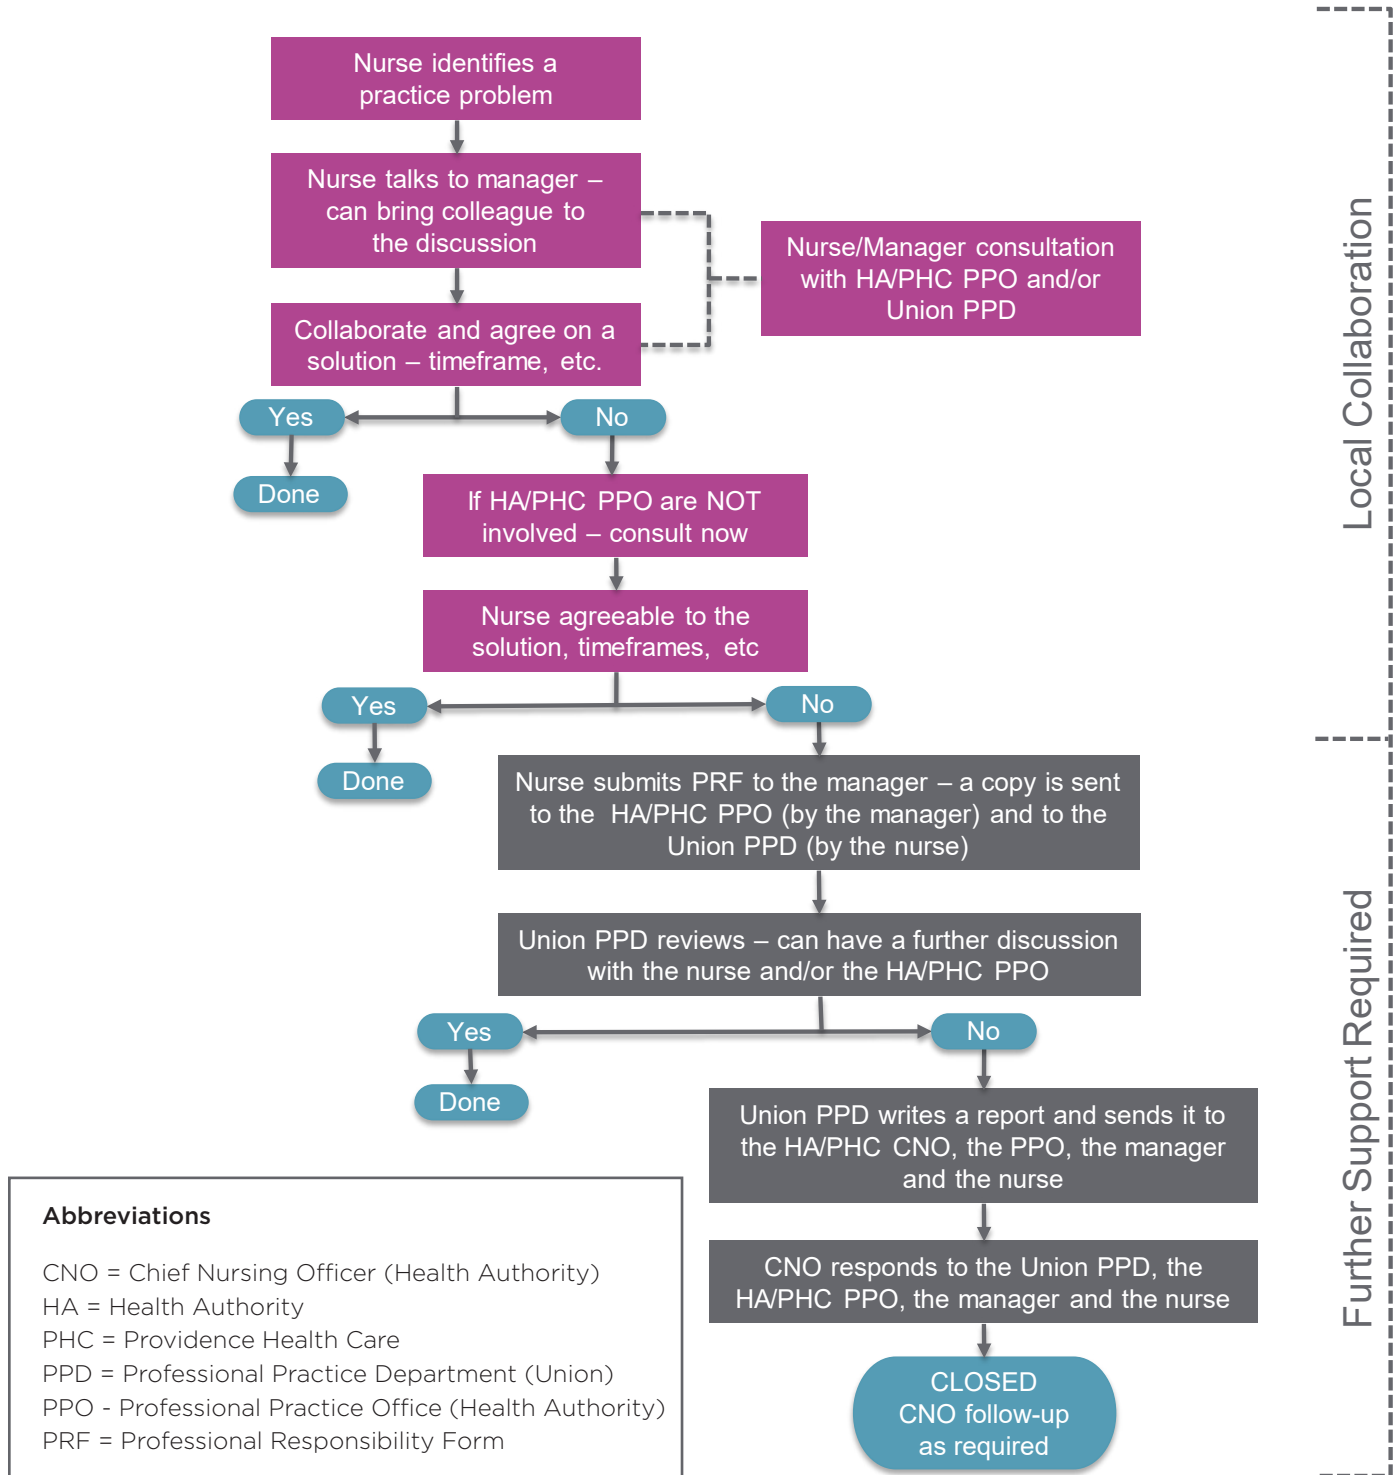 Nurse identifies a
practice problem
Nurse talks to manager –
can bring colleague to
the discussion
Nurse/Manager consultation
with HA/PHC PPO and/or
Union PPD
Collaborate and agree on a
solution – timeframe, etc.
Yes
No
Done
If HA/PHC PPO are NOT
involved – consult now
Nurse agreeable to the
solution, timeframes, etc
Yes
No
Done
Local Collaboration
Nurse submits PRF to the manager – a copy is sent
to the HA/PHC PPO (by the manager) and to the
Union PPD (by the nurse)
Union PPD reviews – can have a further discussion
with the nurse and/or the HA/PHC PPO
Yes
No
Done
Union PPD writes a report and sends it to
the HA/PHC CNO, the PPO, the manager
and the nurse
CNO responds to the Union PPD, the
HA/PHC PPO, the manager and the nurse
CLOSED
CNO follow-up
as required
Further Support Required
Abbreviations
CNO = Chief Nursing Officer (Health Authority)
HA = Health Authority
PHC = Providence Health Care
PPD = Professional Practice Department (Union)
PPO - Professional Practice Office (Health Authority)
PRF = Professional Responsibility Form